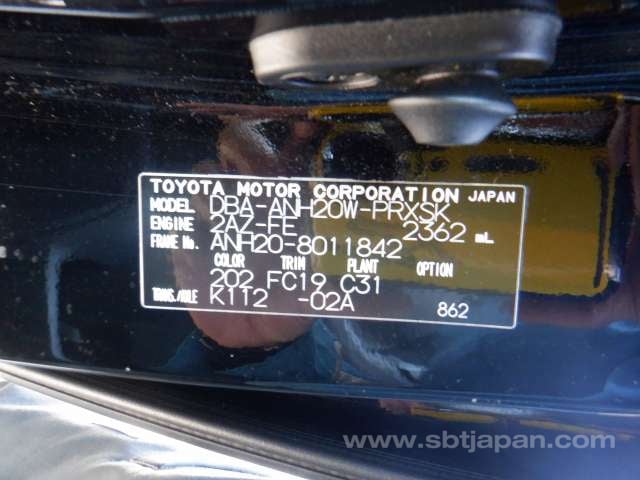 TOYOTA MOTOR CORPORATION JAPAN
MODEL DBA-ANH20W-PRXSK
ENGINE 2AZ-FE 2362 mL
FRAME No. ANH20-8011842
COLOR TRIM PLANT OPTION
202 FC19 C31
TRANS./AXLE K112 -02A 862
www.sbtjapan.com